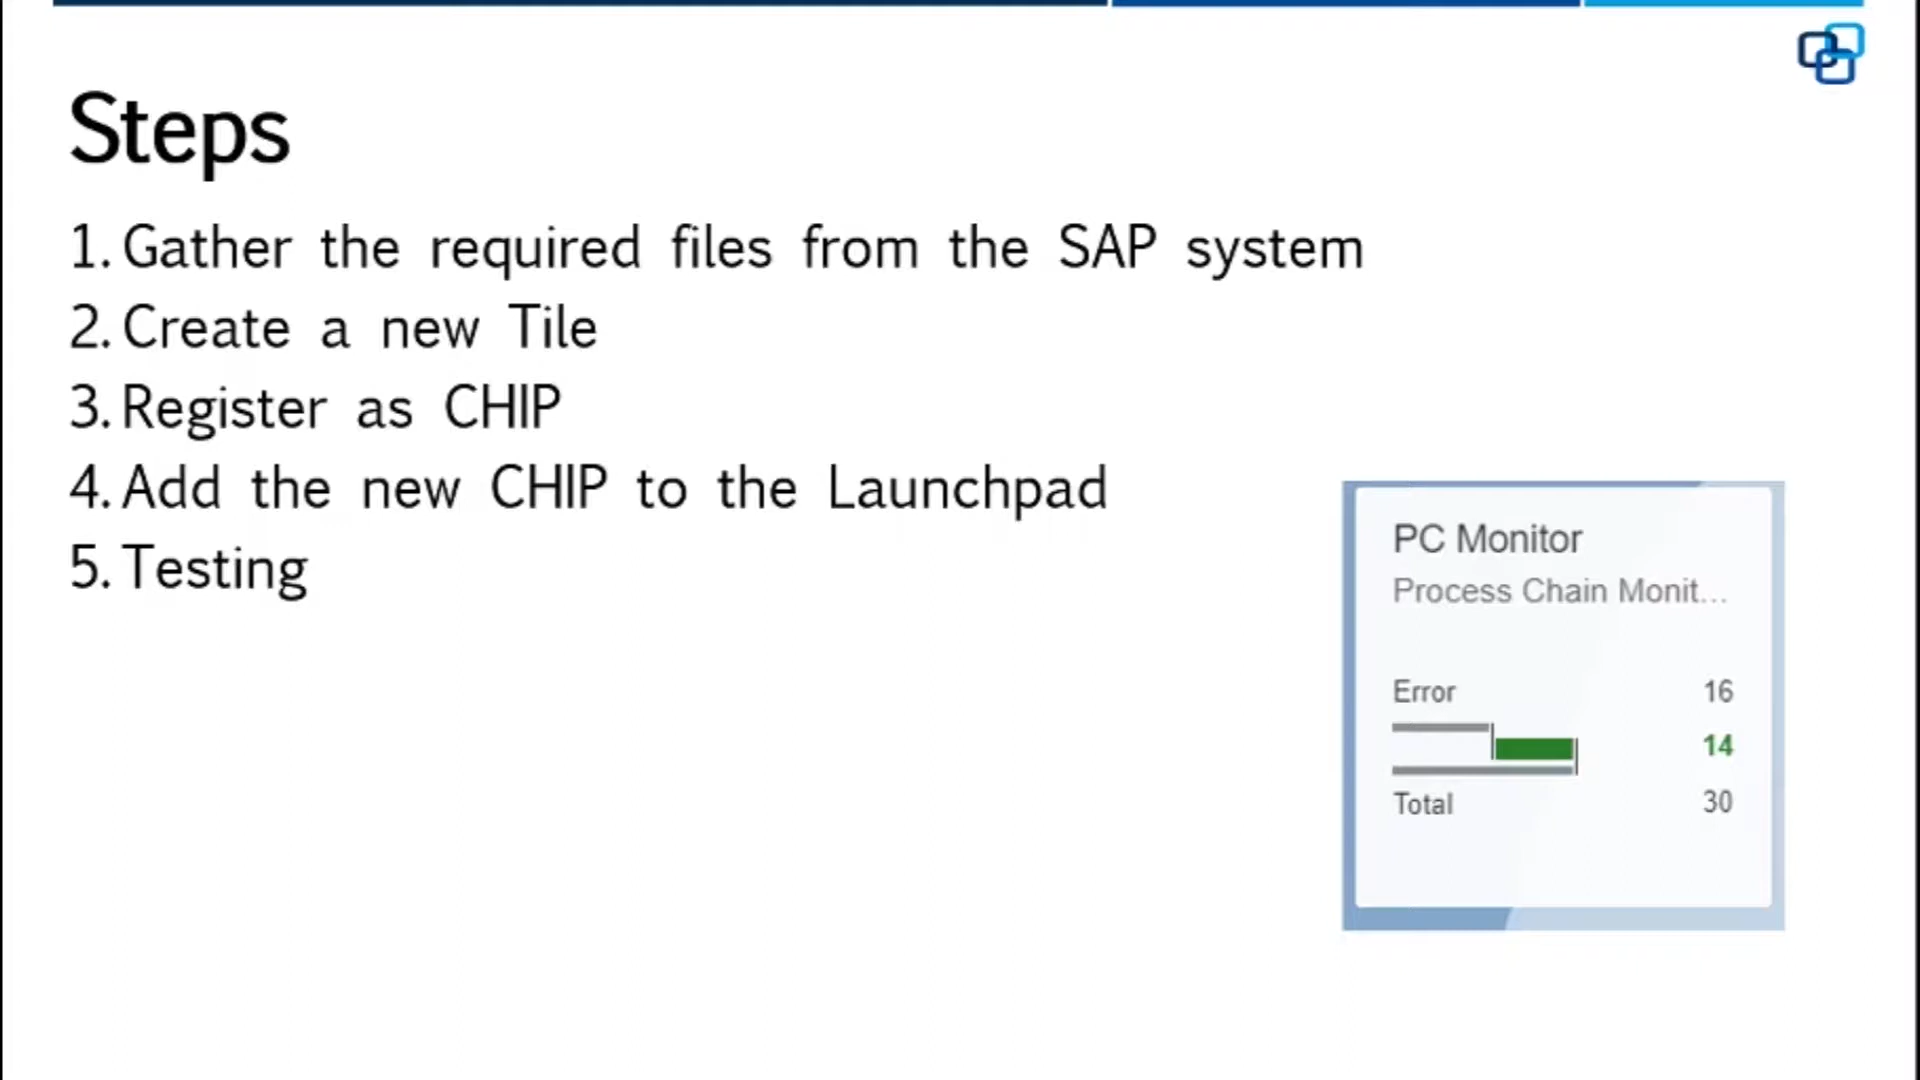 Steps
1. Gather the required files from the SAP system
2. Create a new Tile
3. Register as CHIP
4. Add the new CHIP to the Launchpad
5. Testing
PC Monitor
Process Chain Monit...
Error 16
14
Total 30